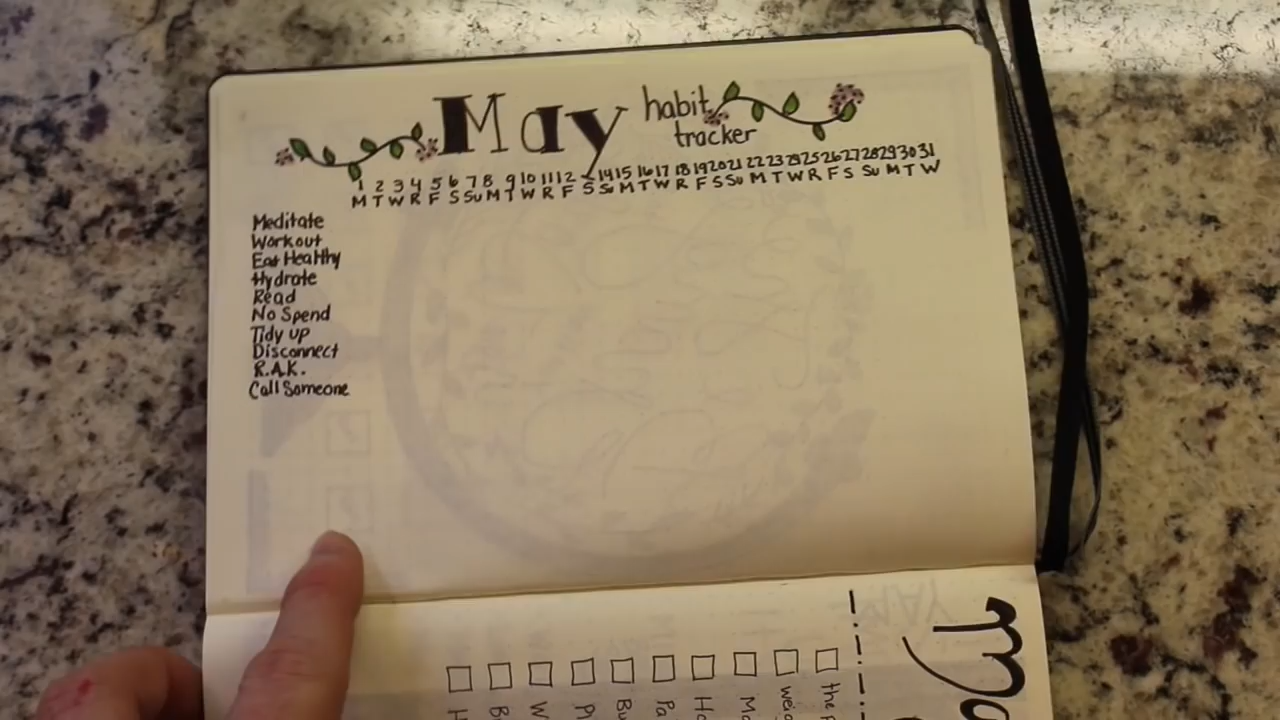 May habit
tracker
1 2 3 4 5 6 7 8 9 10 11 12 14 15 16 17 18 19 20 21 22 23 24 25 26 27 28 29 30 31
M T W R F S Su M T W R F S Su M T W R F S Su M T W R F S Su M T W
Meditate
Workout
Eat Healthy
Hydrate
Read
No Spend
Tidy up
Disconnect
R.A.K.
Call Someone